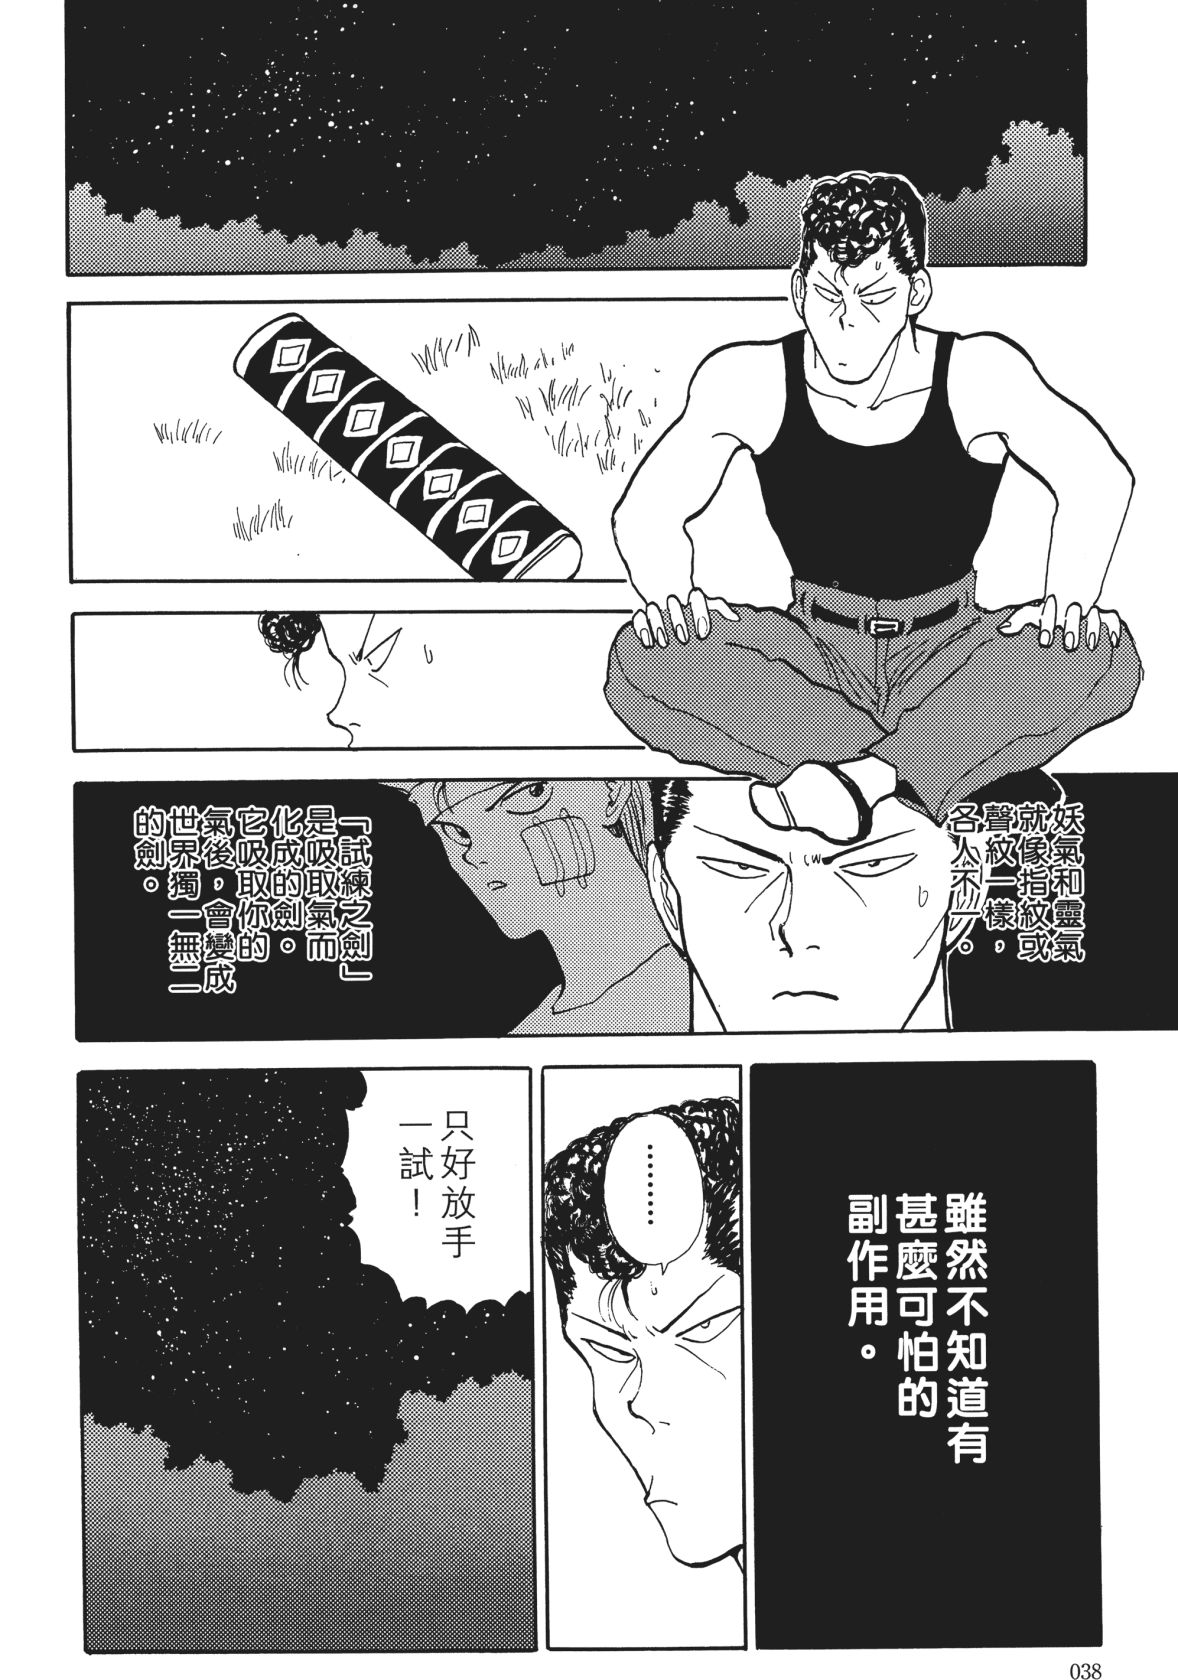 妖氣和靈氣
就像指紋或
聲紋一樣，
各人不一。
「試練之劍」
是吸取氣而
化成的劍。
它吸取你的
氣後，會變成
世界獨一無二
的劍。
雖然不知道有
甚麼可怕的
副作用。
………
只好放手
一試！
038